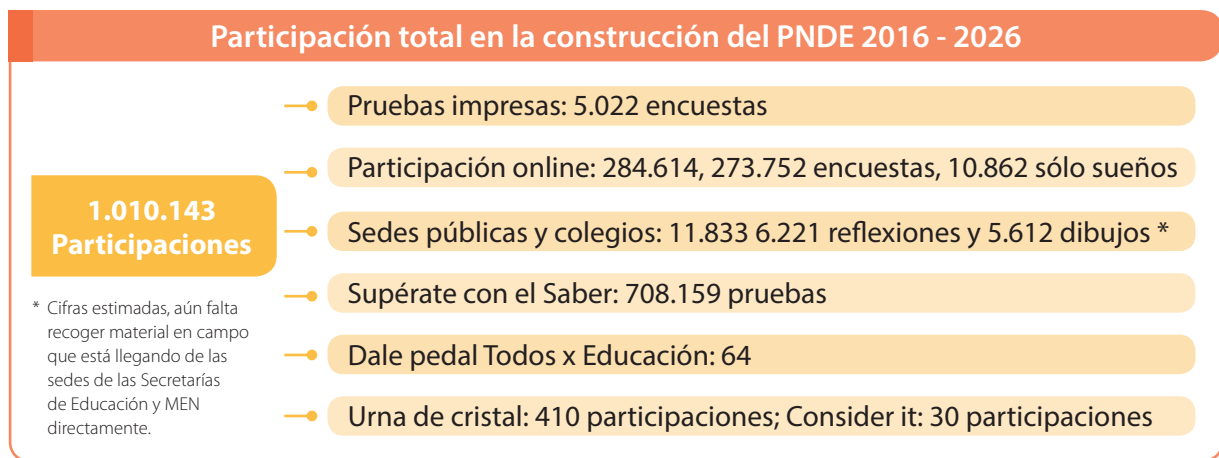 Participación total en la construcción del PNDE 2016 - 2026
1.010.143
Participaciones
* Cifras estimadas, aún falta
recoger material en campo
que está llegando de las
sedes de las Secretarías
de Educación y MEN
directamente.
Pruebas impresas: 5.022 encuestas
Participación online: 284.614, 273.752 encuestas, 10.862 sólo sueños
Sedes públicas y colegios: 11.833 6.221 reflexiones y 5.612 dibujos *
Supérate con el Saber: 708.159 pruebas
Dale pedal Todos x Educación: 64
Urna de cristal: 410 participaciones; Consider it: 30 participaciones